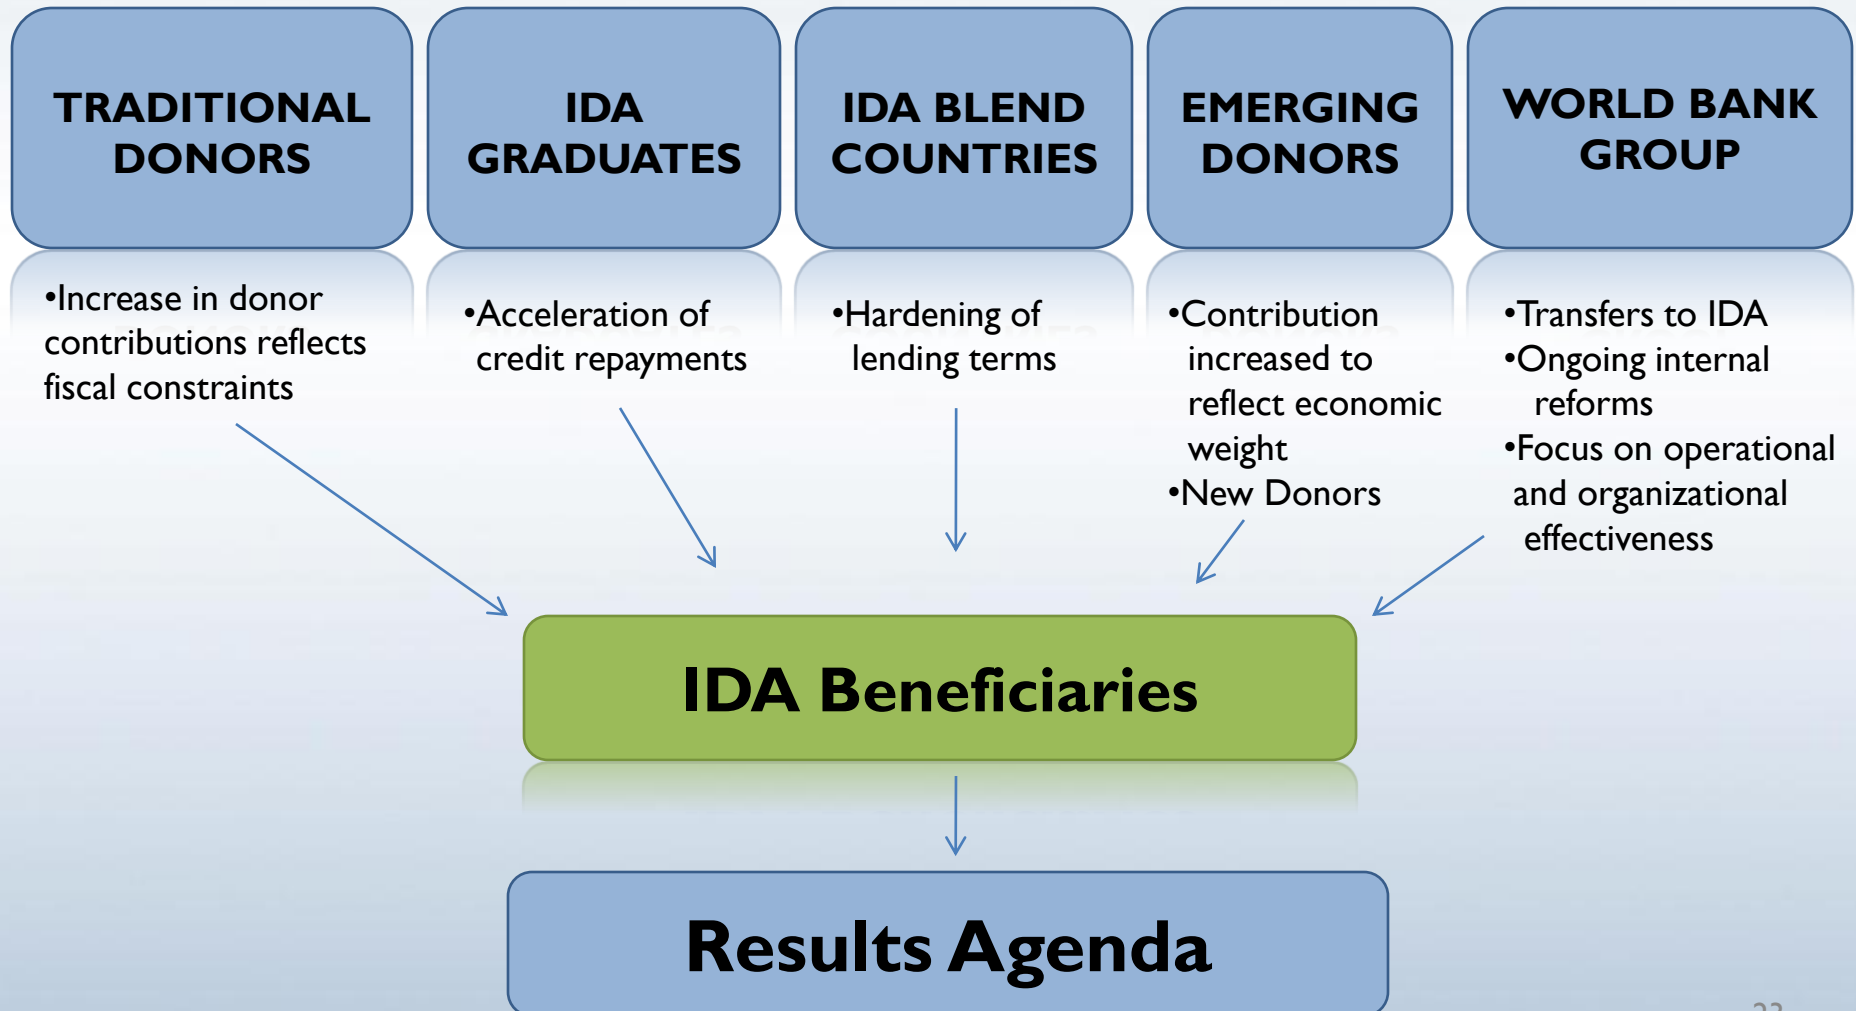 TRADITIONAL
DONORS
IDA
GRADUATES
IDA BLEND
COUNTRIES
EMERGING
DONORS
WORLD BANK
GROUP
•Increase in donor
contributions reflects
fiscal constraints
•Acceleration of
credit repayments
•Hardening of
lending terms
•Contribution
increased to
reflect economic
weight
•New Donors
•Transfers to IDA
•Ongoing internal
reforms
•Focus on operational
and organizational
effectiveness
IDA Beneficiaries
Results Agenda